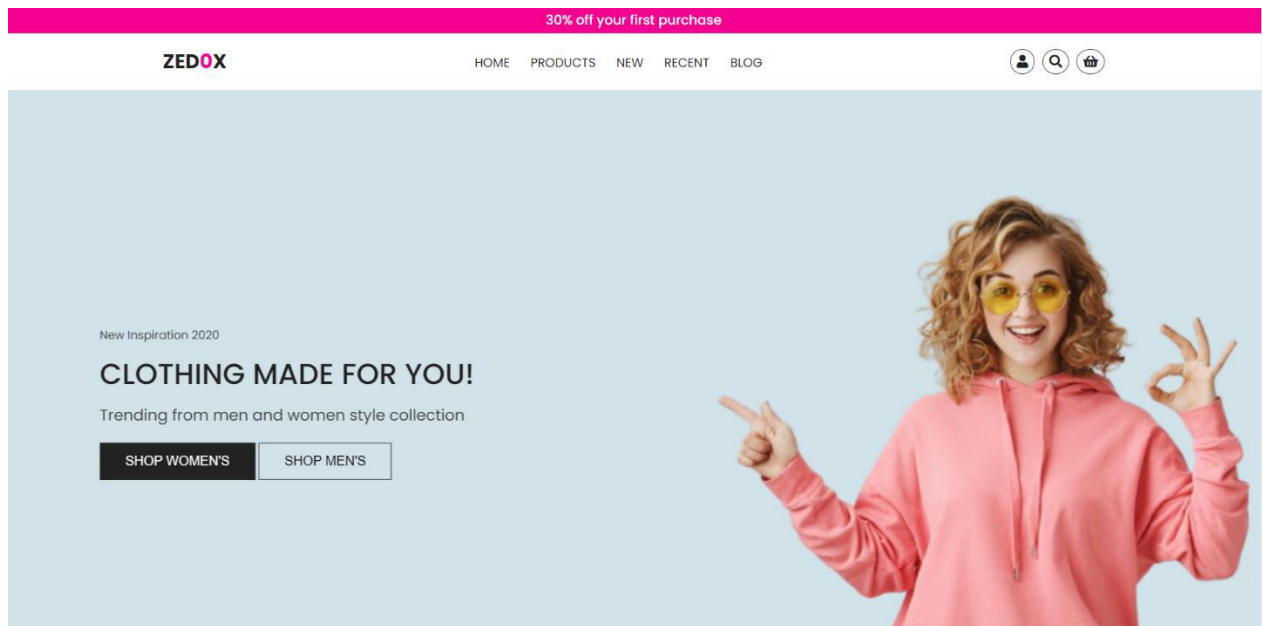 30% off your first purchase
ZED0X
HOME PRODUCTS NEW RECENT BLOG
New Inspiration 2020
CLOTHING MADE FOR YOU!
Trending from men and women style collection
SHOP WOMEN'S SHOP MEN'S